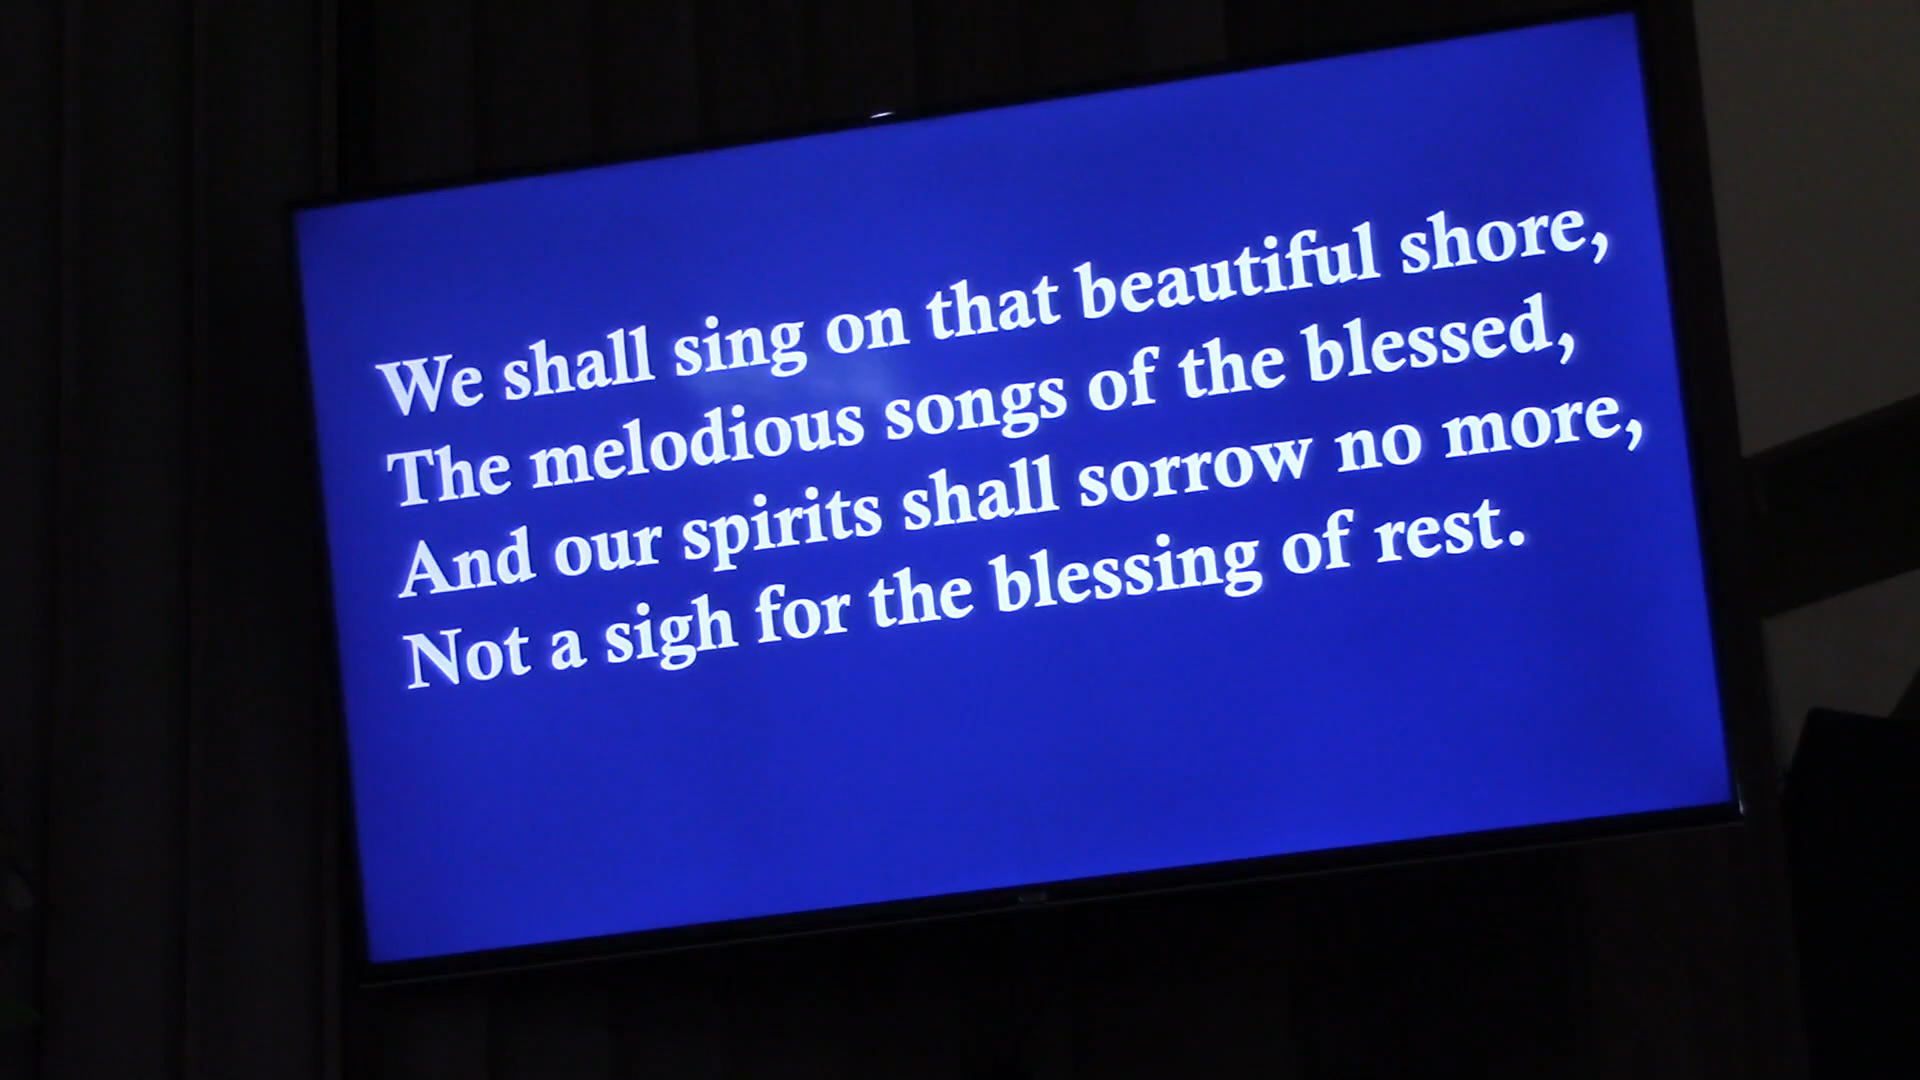 We shall sing on that beautiful shore,
The melodious songs of the blessed,
And our spirits shall sorrow no more,
Not a sigh for the blessing of rest.